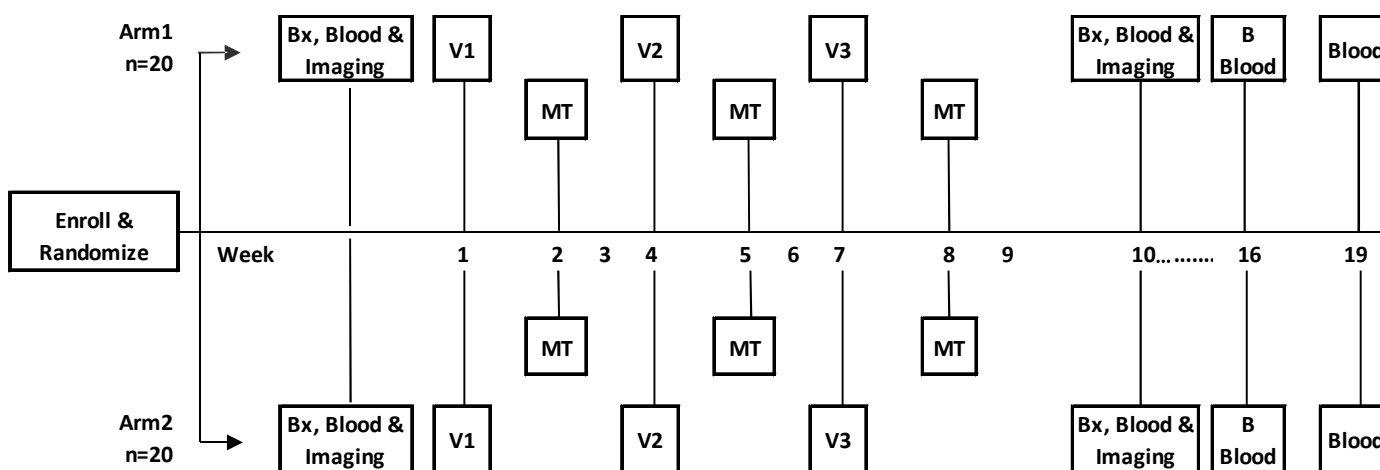 Arm1
n=20
Bx, Blood &
Imaging
V1
V2
V3
Bx, Blood &
Imaging
B
Blood
Blood
MT
MT
MT
Enroll &
Randomize
Week
1
2
3
4
5
6
7
8
9
10... .......
16
19
MT
MT
MT
Arm2
n=20
Bx, Blood &
Imaging
V1
V2
V3
Bx, Blood &
Imaging
B
Blood
Blood